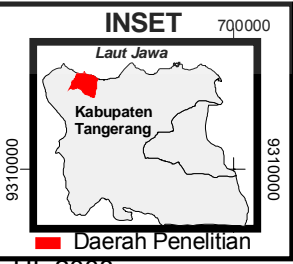 INSET
700000
Laut Jawa
Kabupaten
Tangerang
9310000
9310000
Daerah Penelitian